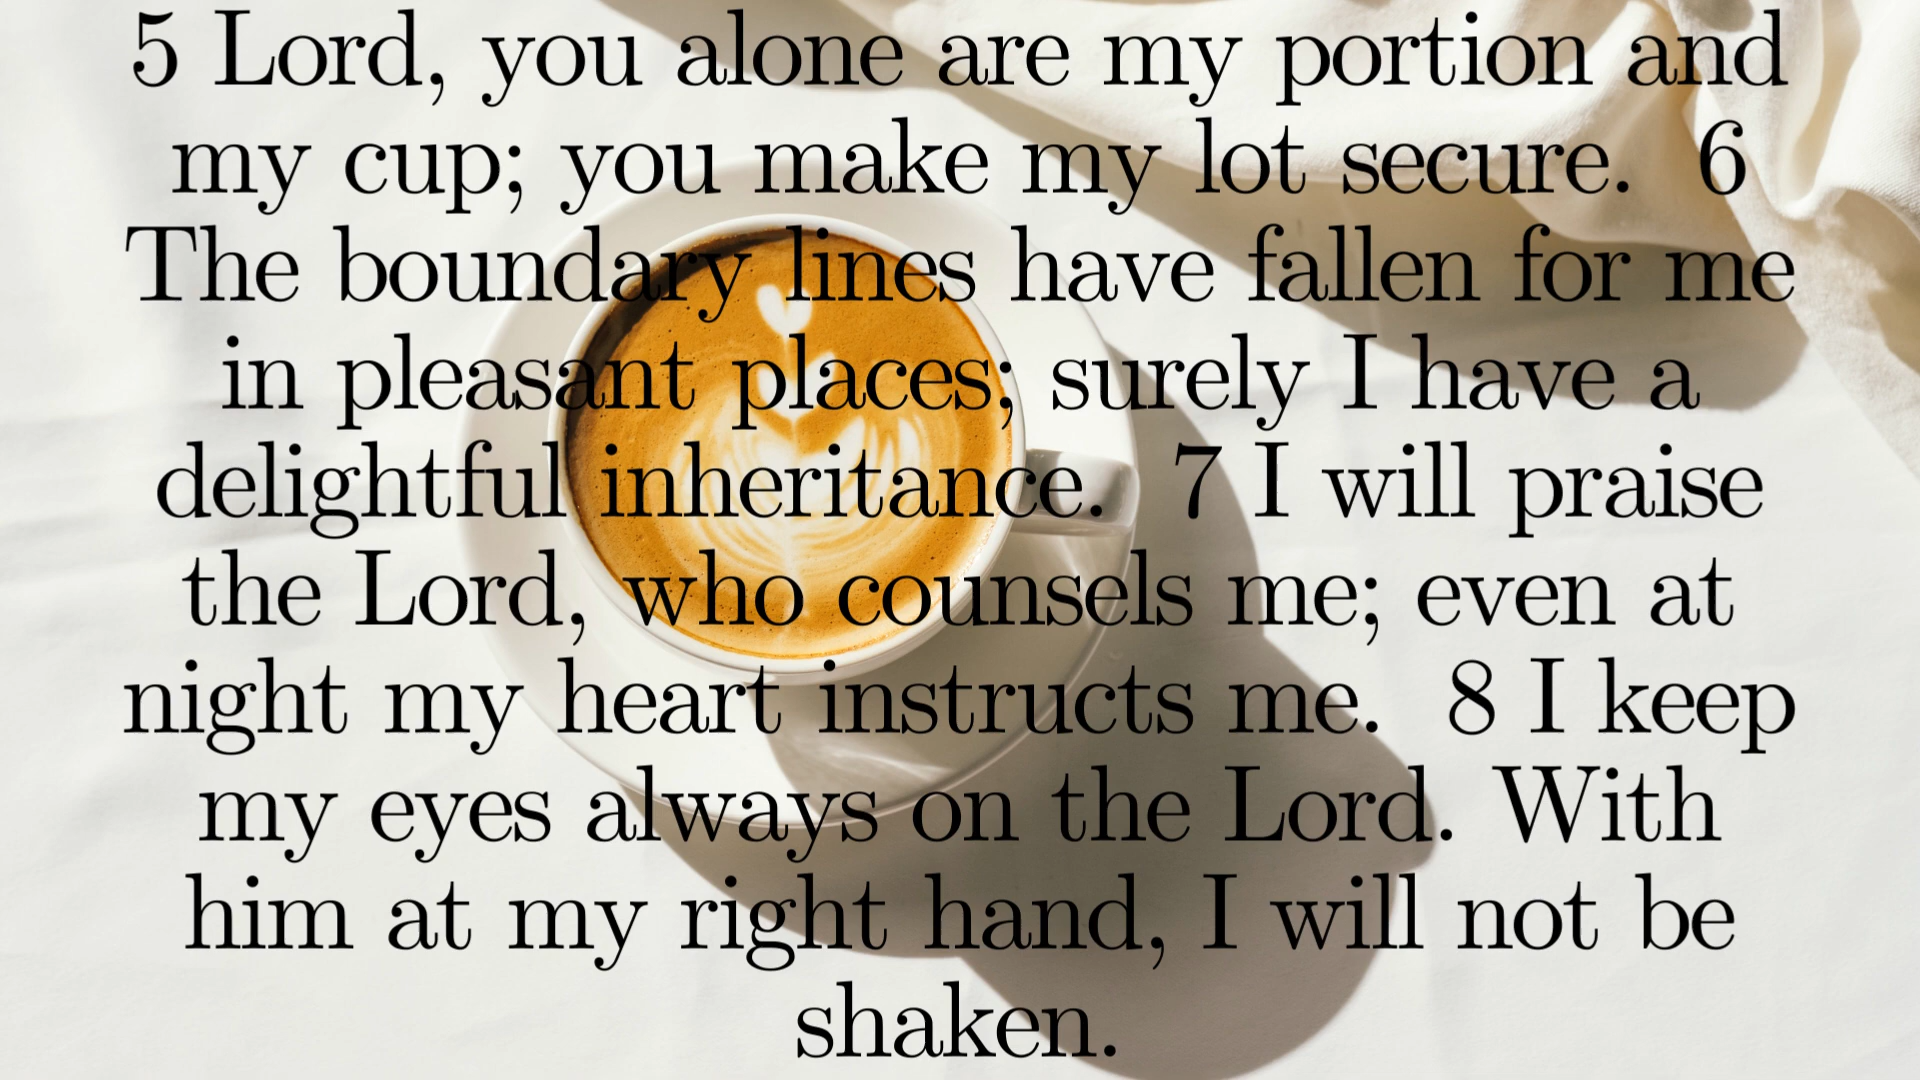 5 Lord, you alone are my portion and
my cup; you make my lot secure. 6
The boundary lines have fallen for me
in pleasant places; surely I have a
delightful inheritance. 7 I will praise
the Lord, who counsels me; even at
night my heart instructs me. 8 I keep
my eyes always on the Lord. With
him at my right hand, I will not be
shaken.